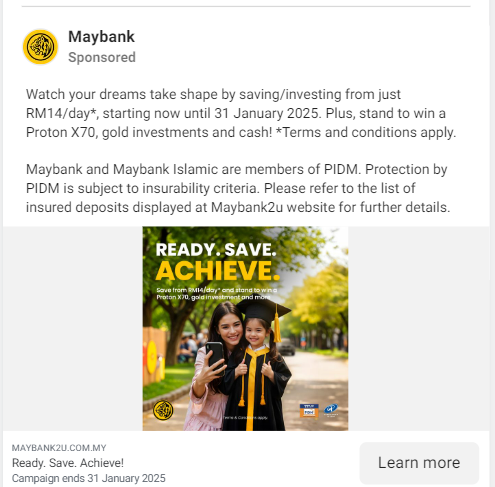 Maybank
Sponsored
Watch your dreams take shape by saving/investing from just
RM14/day*, starting now until 31 January 2025. Plus, stand to win a
Proton X70, gold investments and cash! *Terms and conditions apply.
Maybank and Maybank Islamic are members of PIDM. Protection by
PIDM is subject to insurability criteria. Please refer to the list of
insured deposits displayed at Maybank2u website for further details.
READY. SAVE.
ACHIEVE.
Save from RM14/day* and stand to win a
Proton X70, gold investment and more
Terms & Conditions apply.
MAYBANK2U.COM.MY
Ready. Save. Achieve!
Campaign ends 31 January 2025
Learn more